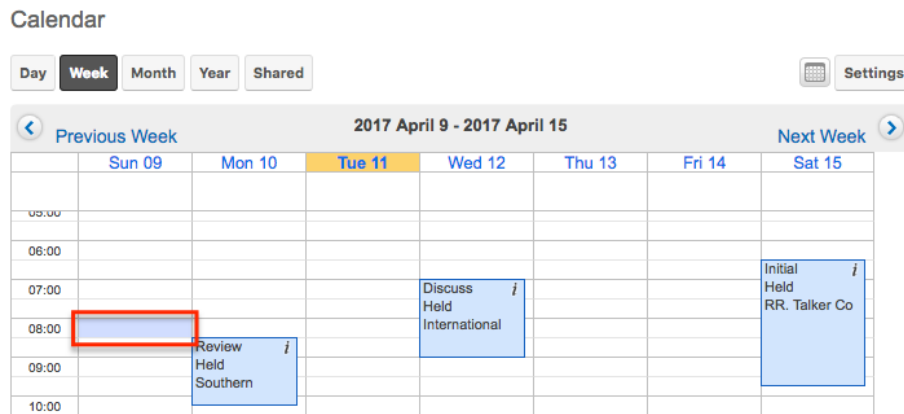 Calendar
Day Week Month Year Shared Settings
Previous Week 2017 April 9 - 2017 April 15 Next Week
Sun 09 Mon 10 Tue 11 Wed 12 Thu 13 Fri 14 Sat 15
05:00
06:00
Initial i
07:00 Discuss i Held
Held RR. Talker Co
08:00 International
Review i
09:00 Held
Southern
10:00